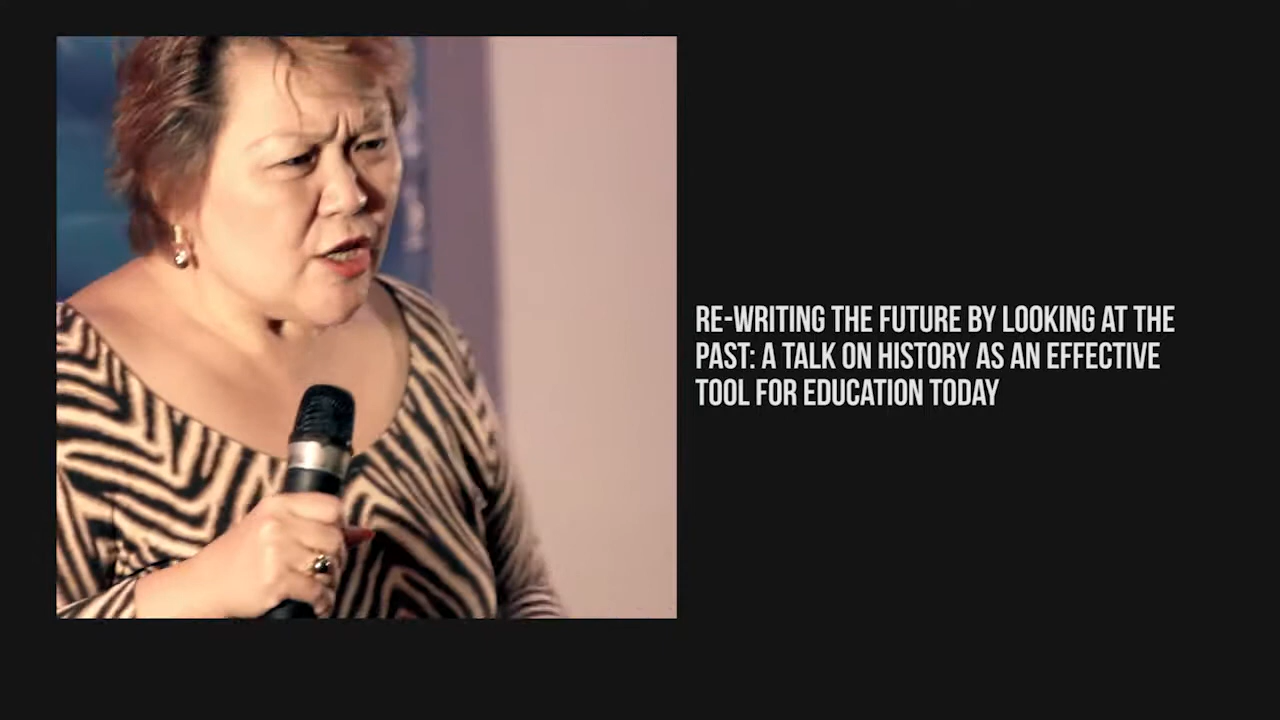 RE-WRITING THE FUTURE BY LOOKING AT THE
PAST: A TALK ON HISTORY AS AN EFFECTIVE
TOOL FOR EDUCATION TODAY